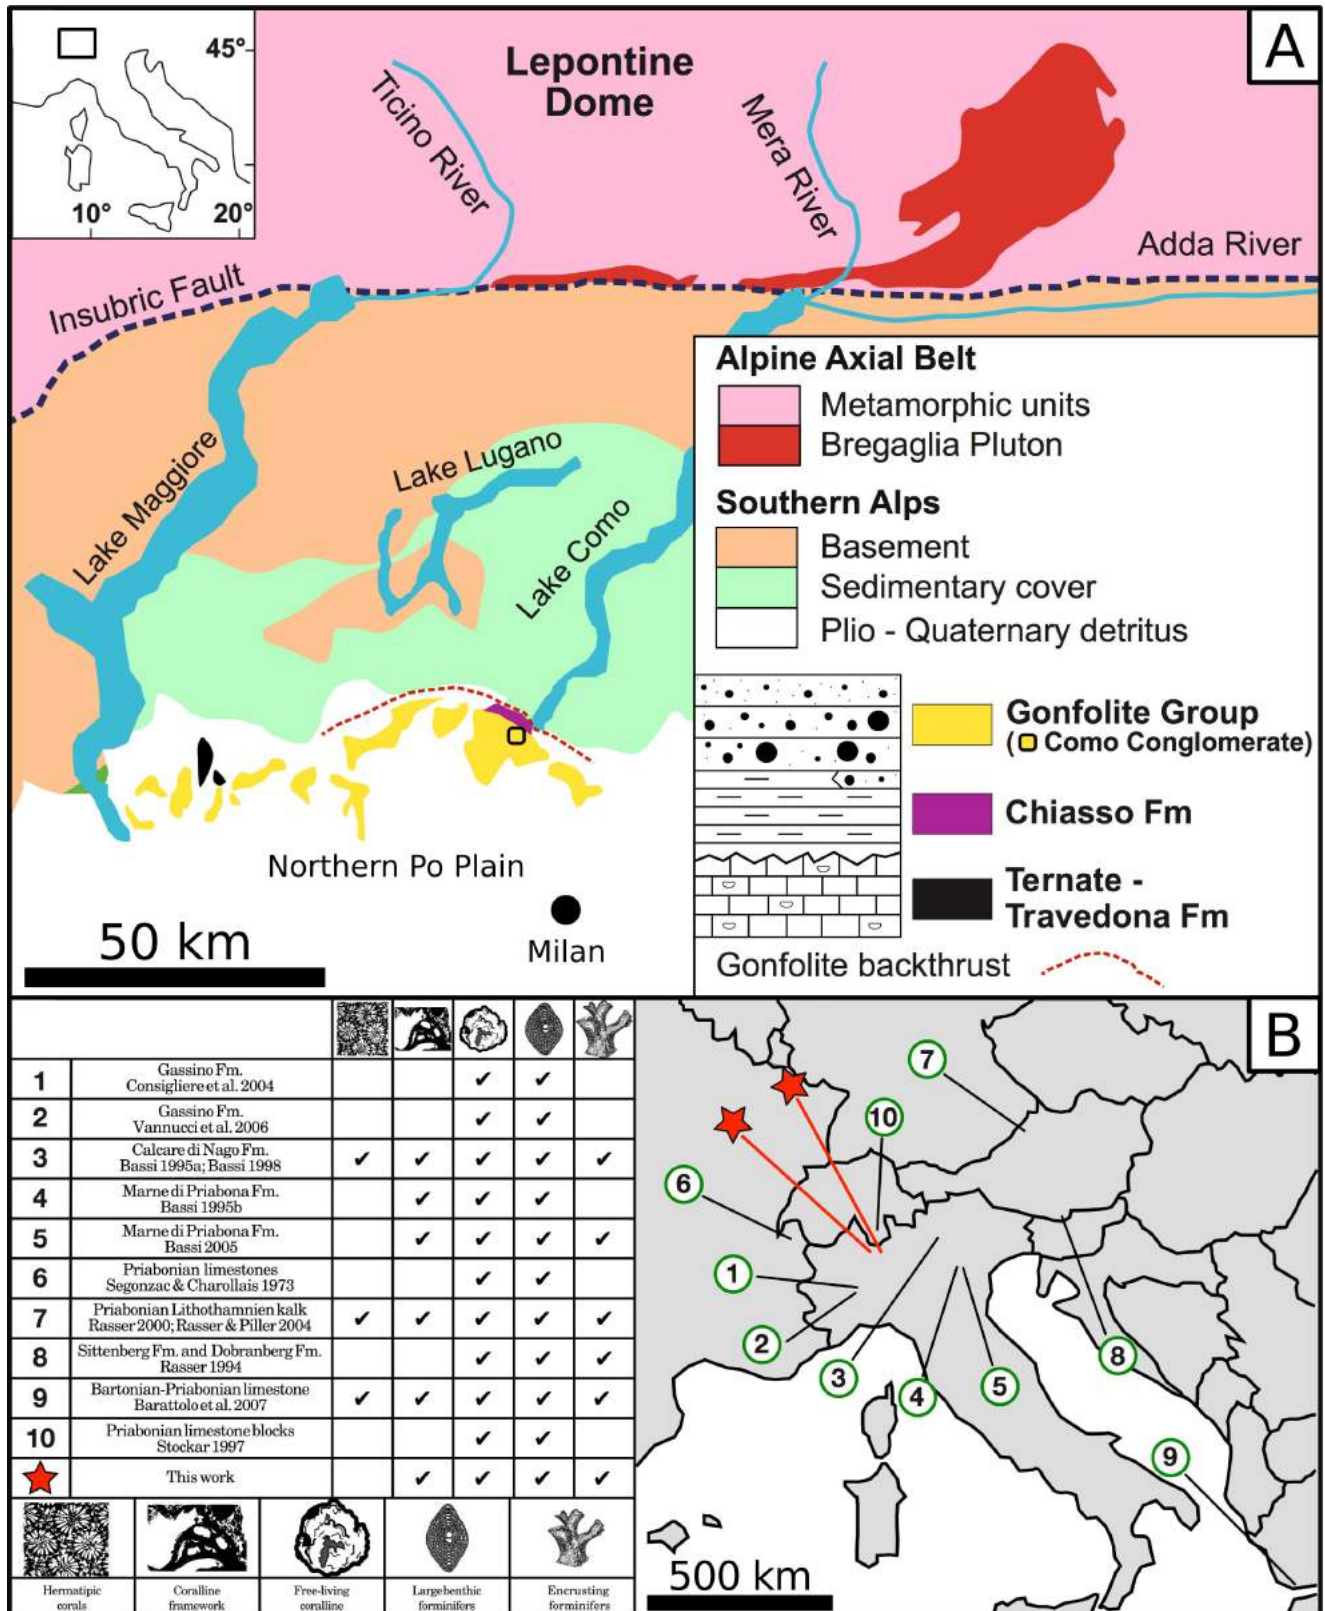 A
45°
10°
20°
Lepontine
Dome
Ticino River
Mera River
Adda River
Insubric Fault
Lake Maggiore
Lake Lugano
Lake Como
Northern Po Plain
50 km
Milan
Alpine Axial Belt
Metamorphic units
Bregaglia Pluton
Southern Alps
Basement
Sedimentary cover
Plio - Quaternary detritus
Gonfolite Group
(Como Conglomerate)
Chiasso Fm
Ternate -
Travedona Fm
Gonfolite backthrust
1
Gassino Fm.
Consigliere et al. 2004
✔ ✔
2
Gassino Fm.
Vannucci et al. 2006
✔ ✔
3
Calcare di Nago Fm.
Bassi 1995a; Bassi 1998
✔ ✔ ✔ ✔ ✔
4
Marne di Priabona Fm.
Bassi 1995b
✔ ✔ ✔
5
Marne di Priabona Fm.
Bassi 2005
✔ ✔ ✔ ✔
6
Priabonian limestones
Segonzac & Charollais 1973
✔ ✔
7
Priabonian Lithothamnien kalk
Rasser 2000; Rasser & Piller 2004
✔ ✔ ✔ ✔ ✔
8
Sittenberg Fm. and Dobranberg Fm.
Rasser 1994
✔ ✔ ✔
9
Bartonian-Priabonian limestone
Barattolo et al. 2007
✔ ✔ ✔ ✔ ✔
10
Priabonian limestone blocks
Stockar 1997
✔ ✔
This work
✔ ✔ ✔ ✔
Hermatipic
corals
Coralline
framework
Free-living
coralline
Large benthic
forminifers
Encrusting
forminifers
B
7
10
6
1
2
3
4
5
8
9
500 km